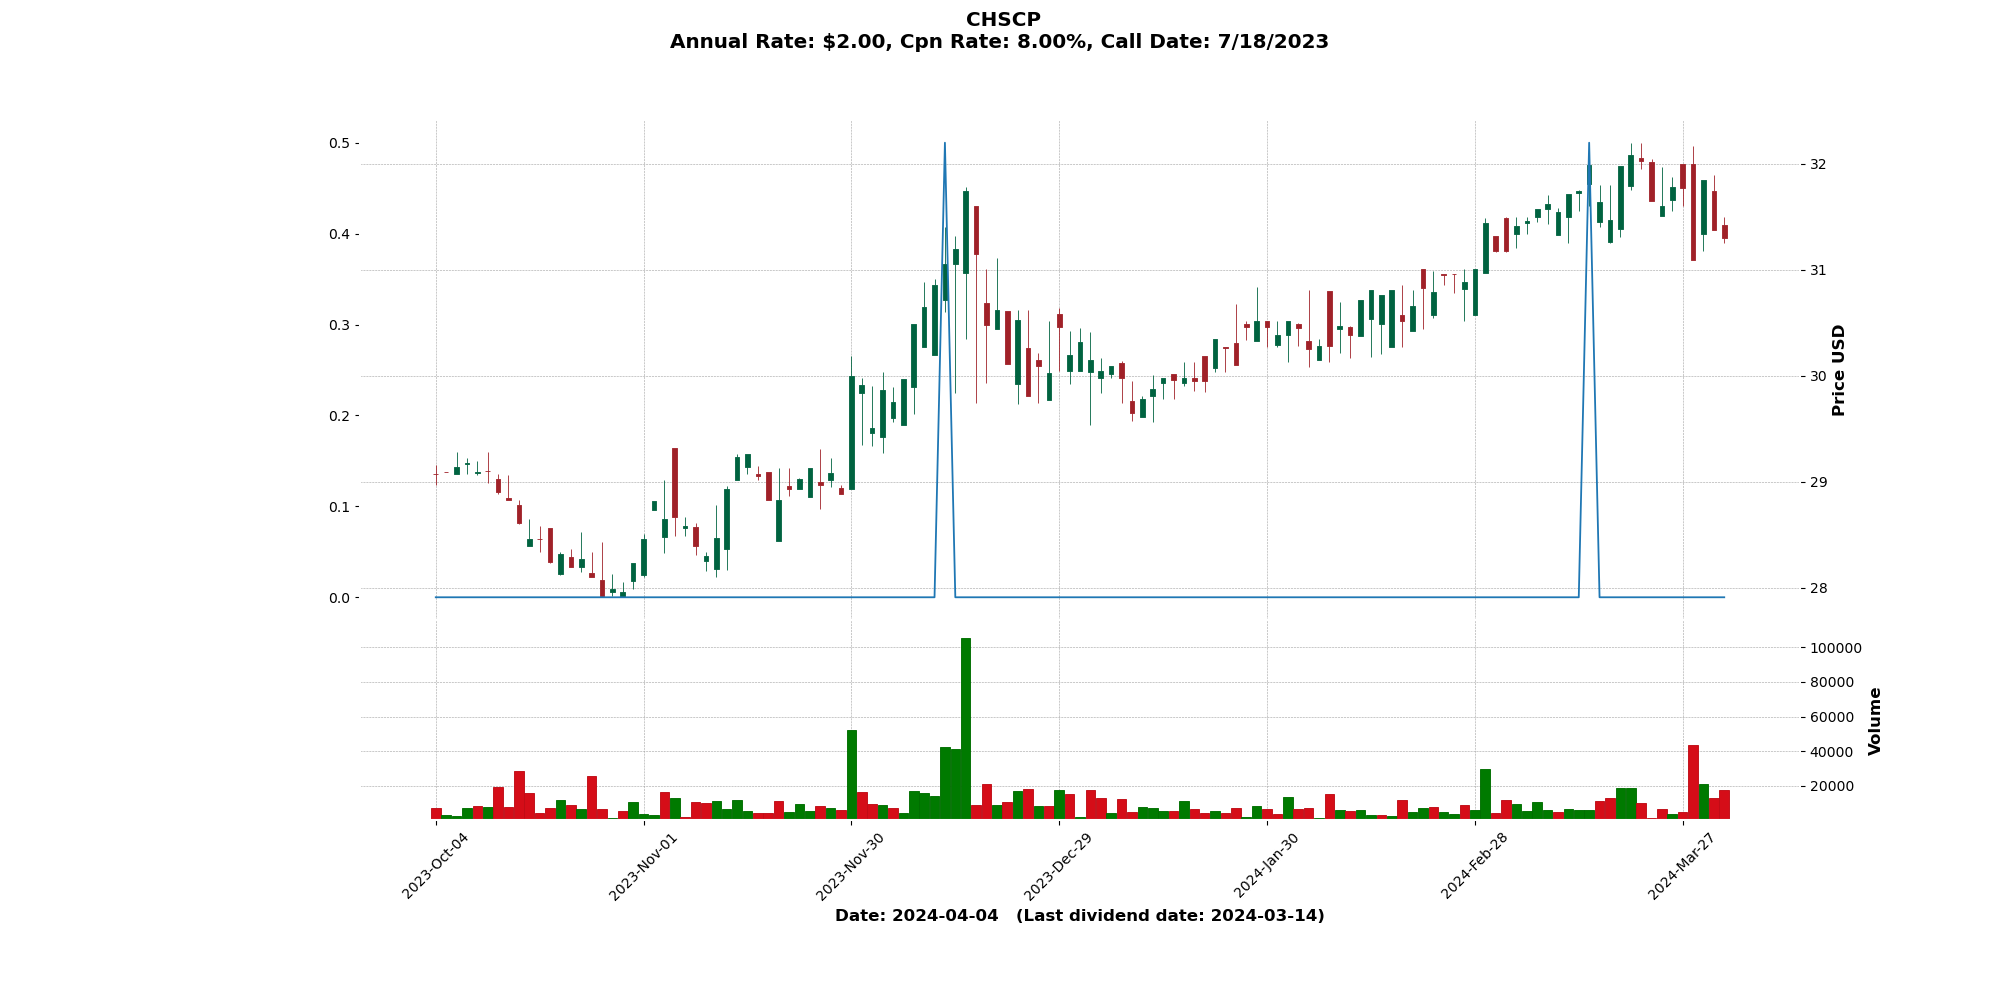 CHSCP
Annual Rate: $2.00, Cpn Rate: 8.00%, Call Date: 7/18/2023
0.5
0.4
0.3
0.2
0.1
0.0
32
31
30
29
28
Price USD
100000
80000
60000
40000
20000
Volume
2023-Oct-04
2023-Nov-01
2023-Nov-30
2023-Dec-29
2024-Jan-30
2024-Feb-28
2024-Mar-27
Date: 2024-04-04 (Last dividend date: 2024-03-14)